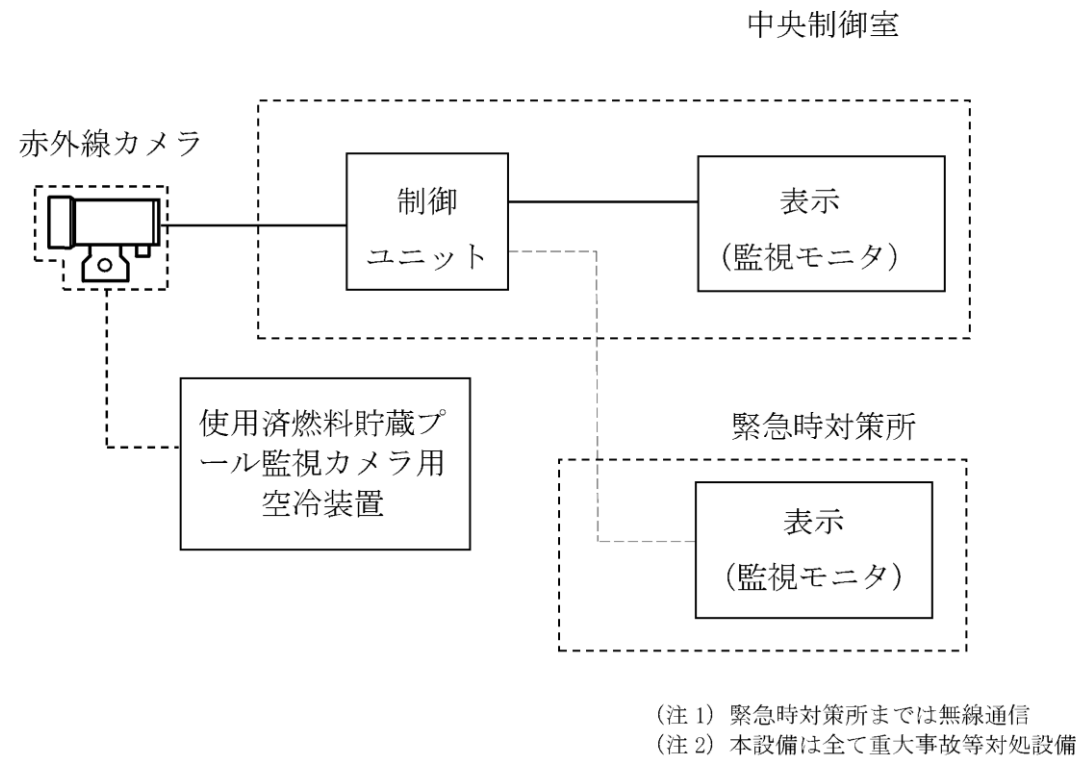 中央制御室
赤外線カメラ
制御
ユニット
表示
（監視モニタ）
使用済燃料貯蔵プ
ール監視カメラ用
空冷装置
緊急時対策所
表示
（監視モニタ）
（注 1）緊急時対策所までは無線通信
（注 2）本設備は全て重大事故等対処設備